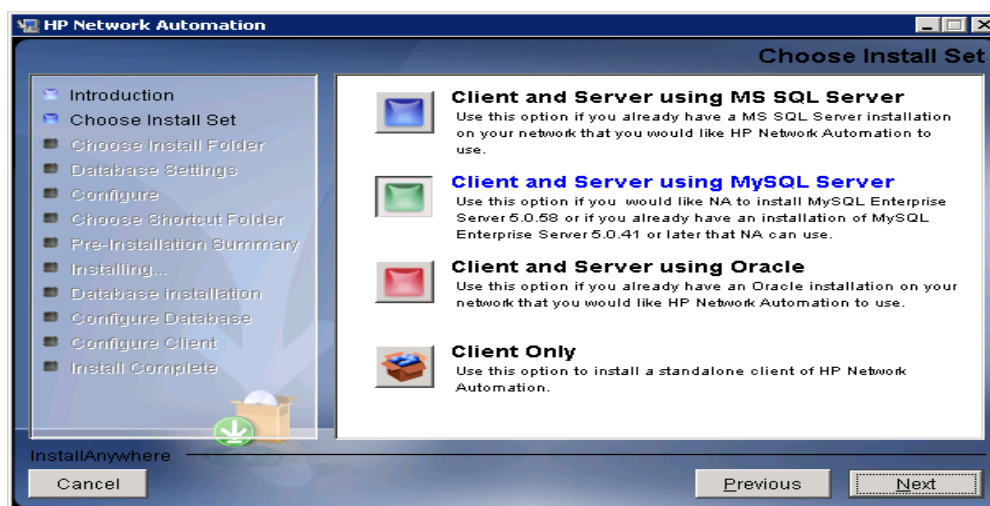 HP Network Automation
Choose Install Set
Introduction
Choose Install Set
Choose Install Folder
Database Settings
Configure
Choose Shortcut Folder
Pre-Installation Summary
Installing...
Database installation
Configure Database
Configure Client
Install Complete
Client and Server using MS SQL Server
Use this option if you already have a MS SQL Server installation
on your network that you would like HP Network Automation to
use.
Client and Server using MySQL Server
Use this option if you would like NA to install MySQL Enterprise
Server 5.0.58 or if you already have an installation of MySQL
Enterprise Server 5.0.41 or later that NA can use.
Client and Server using Oracle
Use this option if you already have an Oracle installation on your
network that you would like HP Network Automation to use.
Client Only
Use this option to install a standalone client of HP Network
Automation.
InstallAnywhere
Cancel
Previous
Next